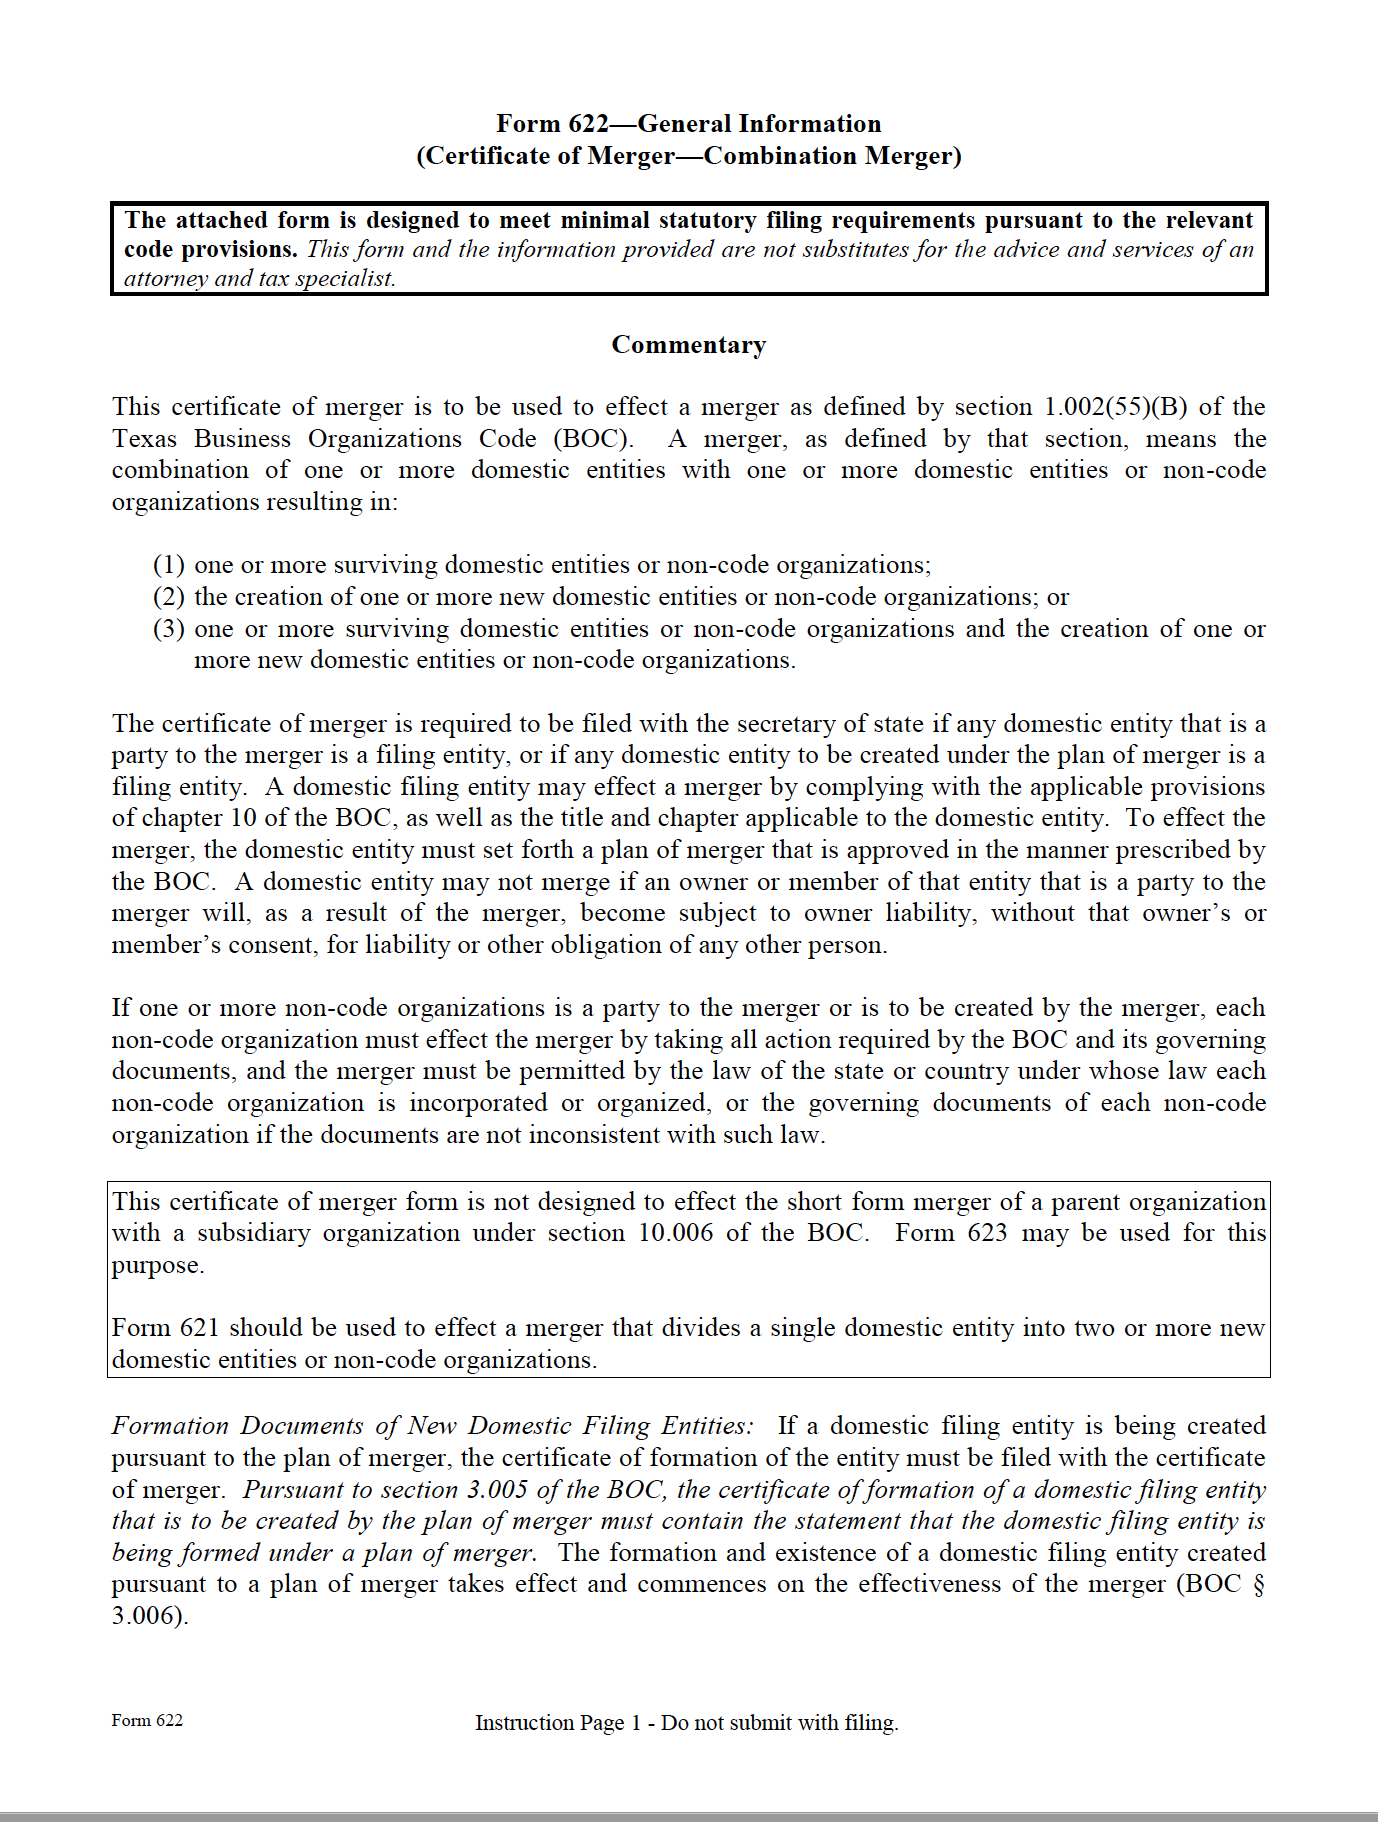 Form 622—General Information
(Certificate of Merger—Combination Merger)
The attached form is designed to meet minimal statutory filing requirements pursuant to the relevant
code provisions. This form and the information provided are not substitutes for the advice and services of an
attorney and tax specialist.
Commentary
This certificate of merger is to be used to effect a merger as defined by section 1.002(55)(B) of the
Texas Business Organizations Code (BOC). A merger, as defined by that section, means the
combination of one or more domestic entities with one or more domestic entities or non-code
organizations resulting in:
(1) one or more surviving domestic entities or non-code organizations;
(2) the creation of one or more new domestic entities or non-code organizations; or
(3) one or more surviving domestic entities or non-code organizations and the creation of one or
more new domestic entities or non-code organizations.
The certificate of merger is required to be filed with the secretary of state if any domestic entity that is a
party to the merger is a filing entity, or if any domestic entity to be created under the plan of merger is a
filing entity. A domestic filing entity may effect a merger by complying with the applicable provisions
of chapter 10 of the BOC, as well as the title and chapter applicable to the domestic entity. To effect the
merger, the domestic entity must set forth a plan of merger that is approved in the manner prescribed by
the BOC. A domestic entity may not merge if an owner or member of that entity that is a party to the
merger will, as a result of the merger, become subject to owner liability, without that owner’s or
member’s consent, for liability or other obligation of any other person.
If one or more non-code organizations is a party to the merger or is to be created by the merger, each
non-code organization must effect the merger by taking all action required by the BOC and its governing
documents, and the merger must be permitted by the law of the state or country under whose law each
non-code organization is incorporated or organized, or the governing documents of each non-code
organization if the documents are not inconsistent with such law.
This certificate of merger form is not designed to effect the short form merger of a parent organization
with a subsidiary organization under section 10.006 of the BOC. Form 623 may be used for this
purpose.
Form 621 should be used to effect a merger that divides a single domestic entity into two or more new
domestic entities or non-code organizations.
Formation Documents of New Domestic Filing Entities: If a domestic filing entity is being created
pursuant to the plan of merger, the certificate of formation of the entity must be filed with the certificate
of merger. Pursuant to section 3.005 of the BOC, the certificate of formation of a domestic filing entity
that is to be created by the plan of merger must contain the statement that the domestic filing entity is
being formed under a plan of merger. The formation and existence of a domestic filing entity created
pursuant to a plan of merger takes effect and commences on the effectiveness of the merger (BOC §
3.006).
Form 622
Instruction Page 1 - Do not submit with filing.